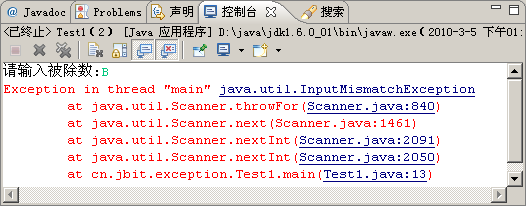 @ Javadoc Problems 声明 控制台 搜索
<已终止> Test1 (2) [Java 应用程序] D:\java\jdk1.6.0_01\bin\javaw.exe (2010-3-5 下午01:
请输入被除数:B
Exception in thread "main" java.util.InputMismatchException
at java.util.Scanner.throwFor(Scanner.java:840)
at java.util.Scanner.next(Scanner.java:1461)
at java.util.Scanner.nextInt(Scanner.java:2091)
at java.util.Scanner.nextInt(Scanner.java:2050)
at cn.jbit.exception.Test1.main(Test1.java:13)